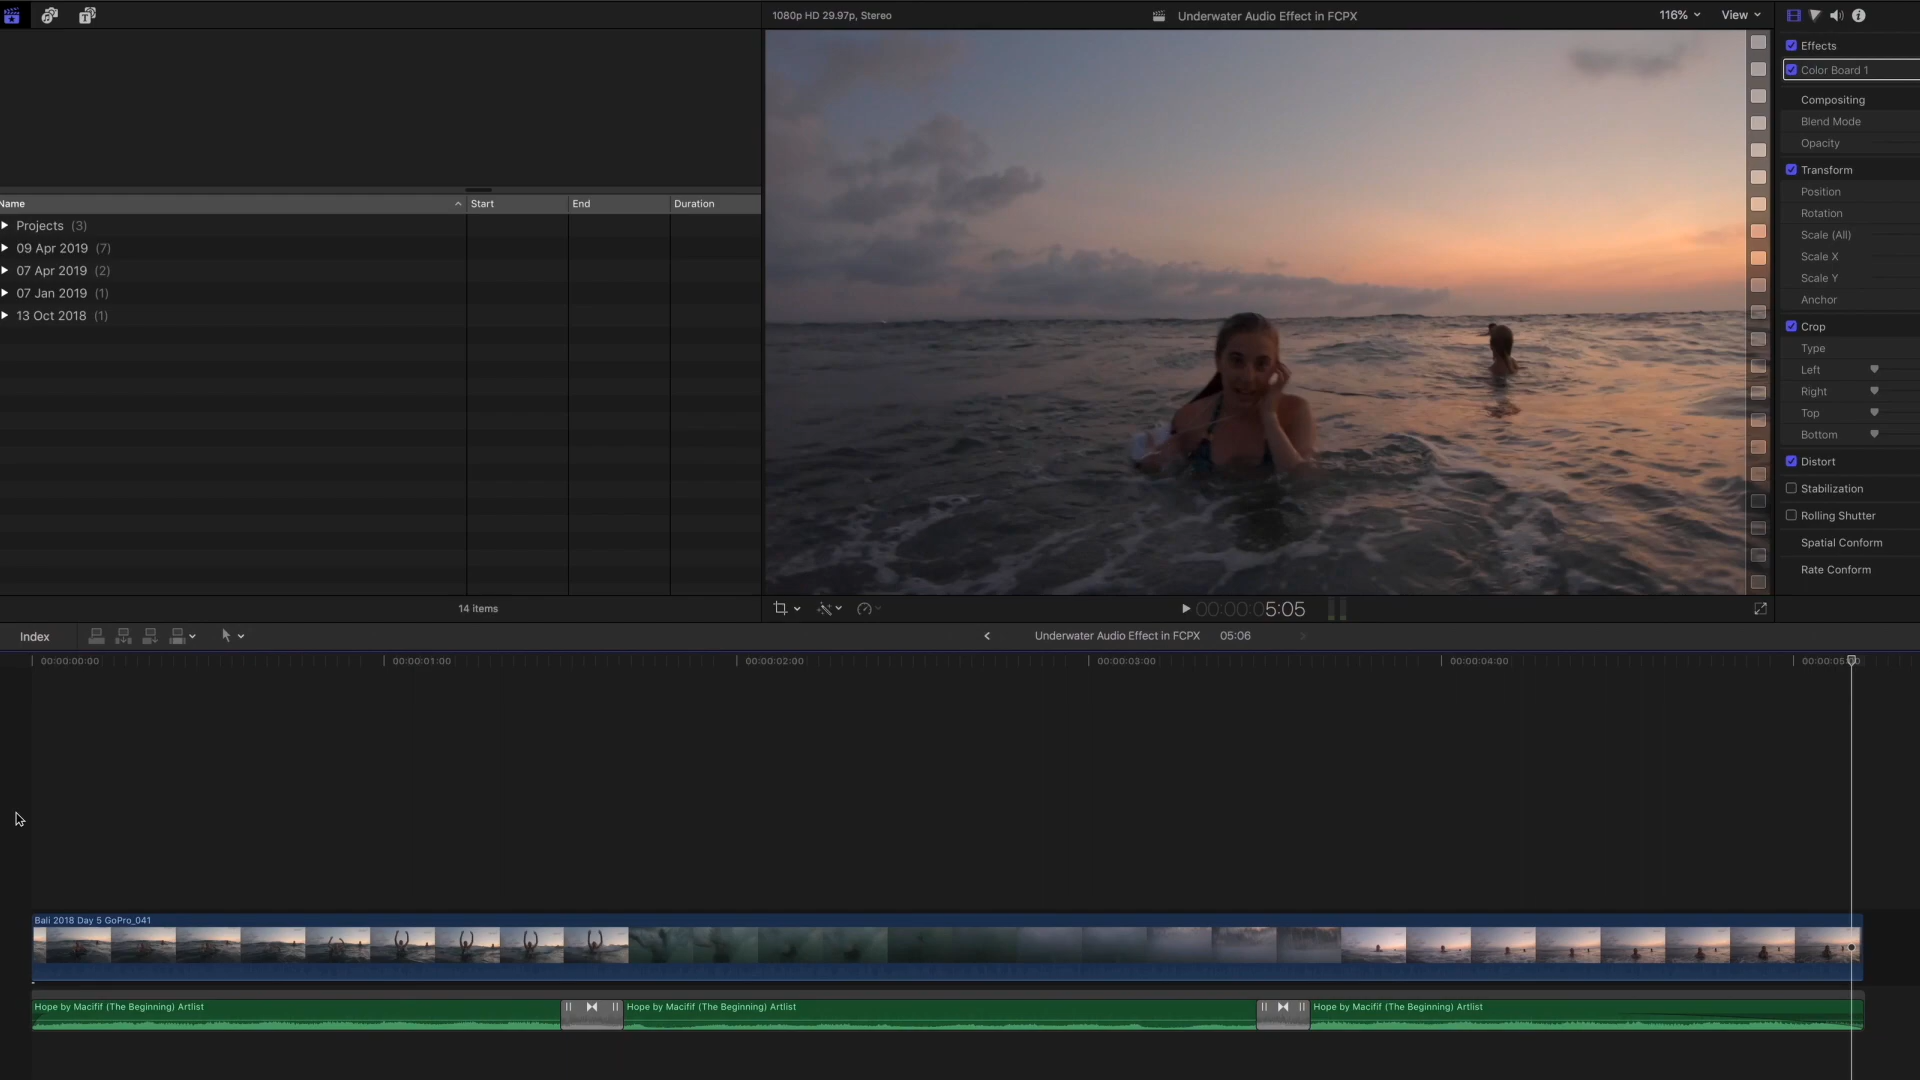 1080p HD 29.97p, Stereo
Underwater Audio Effect in FCPX
116%
View
Effects
Color Board 1
Compositing
Blend Mode
Opacity
Transform
Position
Rotation
Scale (All)
Scale X
Scale Y
Anchor
Crop
Type
Left
Right
Top
Bottom
Distort
Stabilization
Rolling Shutter
Spatial Conform
Rate Conform
Name Start End Duration
Projects (3)
09 Apr 2019 (7)
07 Apr 2019 (2)
07 Jan 2019 (1)
13 Oct 2018 (1)
14 items
00:00:05:05
Index
Underwater Audio Effect in FCPX 05:06
00:00:00:00 00:00:01:00 00:00:02:00 00:00:03:00 00:00:04:00
Bali 2018 Day 5 GoPro_041
Hope by Macifif (The Beginning) Artlist
Hope by Macifif (The Beginning) Artlist
Hope by Macifif (The Beginning) Artlist